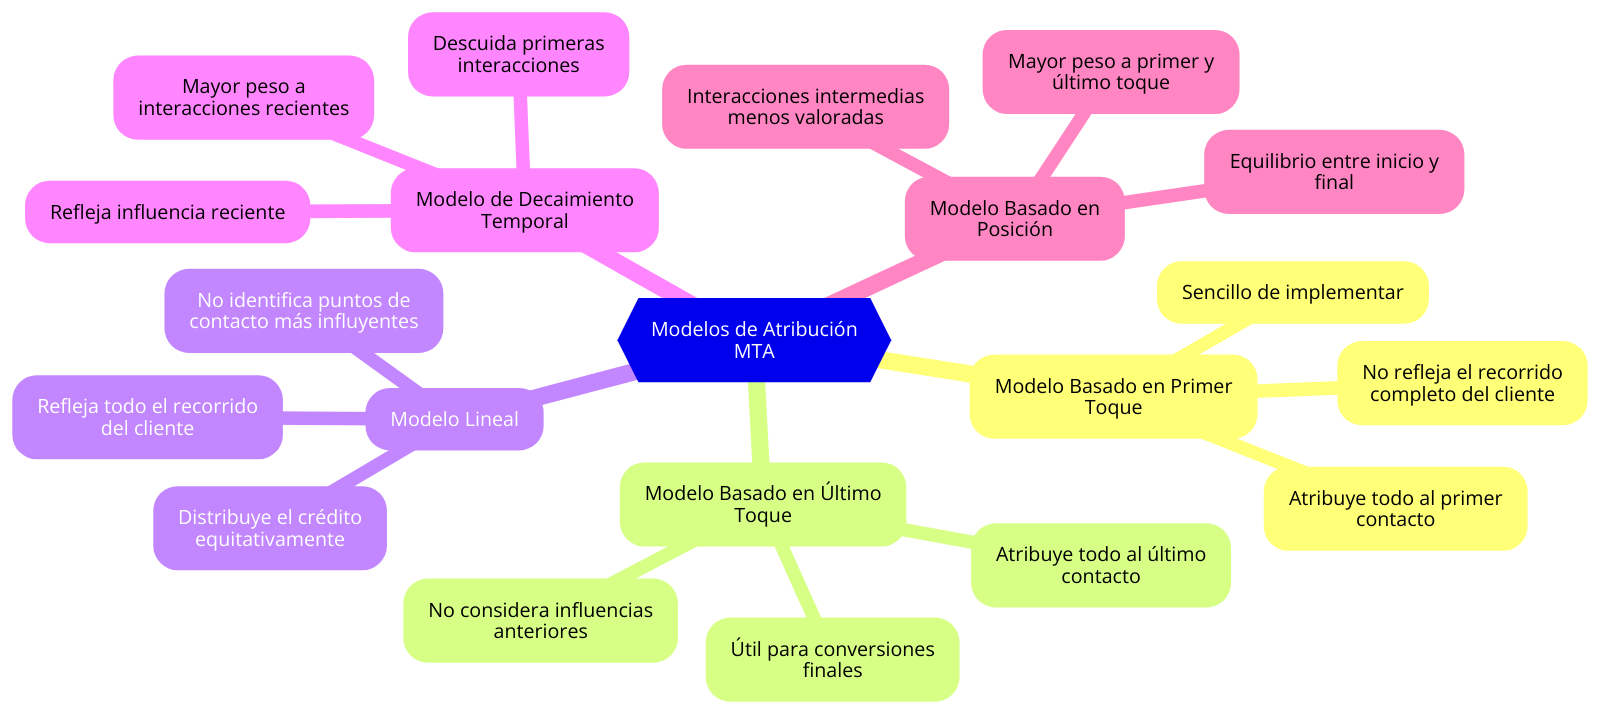 Modelos de Atribución
MTA
Modelo Basado en Primer
Toque
Sencillo de implementar
No refleja el recorrido
completo del cliente
Atribuye todo al primer
contacto
Modelo Basado en Último
Toque
Atribuye todo al último
contacto
Útil para conversiones
finales
No considera influencias
anteriores
Modelo Lineal
Distribuye el crédito
equitativamente
Refleja todo el recorrido
del cliente
No identifica puntos de
contacto más influyentes
Modelo de Decaimiento
Temporal
Refleja influencia reciente
Mayor peso a
interacciones recientes
Descuida primeras
interacciones
Modelo Basado en
Posición
Interacciones intermedias
menos valoradas
Mayor peso a primer y
último toque
Equilibrio entre inicio y
final